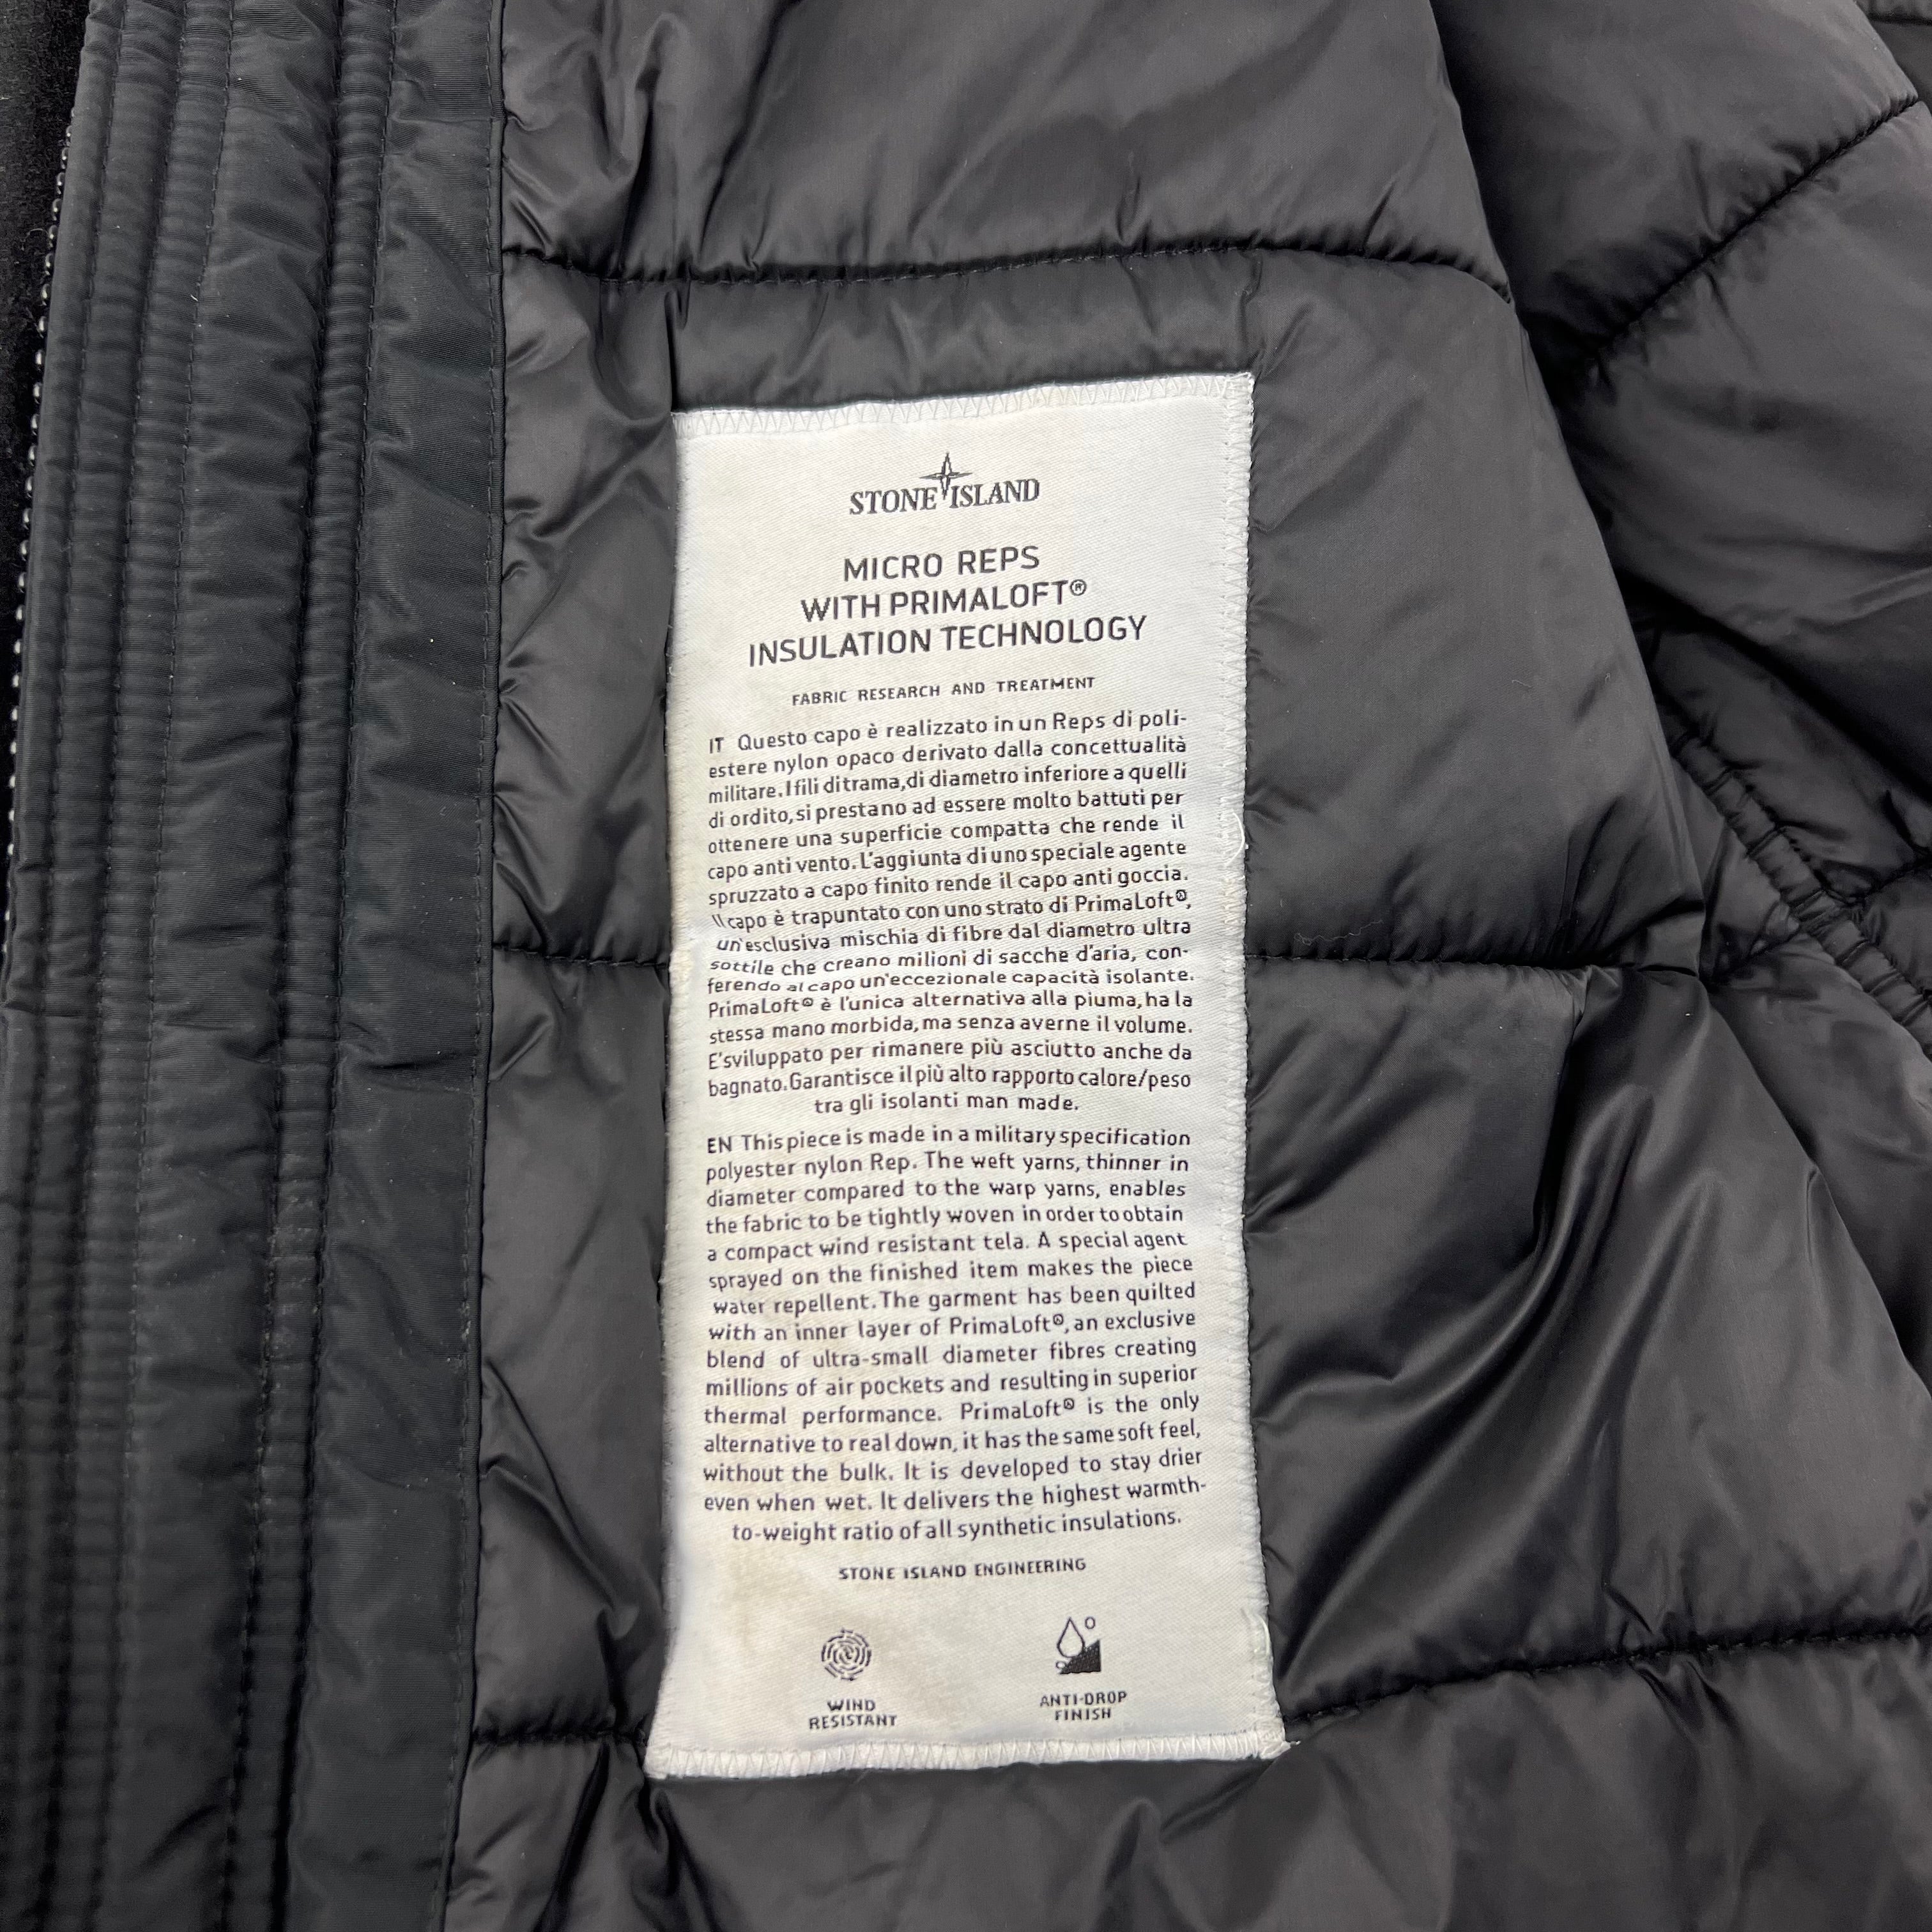 STONE ISLAND
MICRO REPS
WITH PRIMALOFT®
INSULATION TECHNOLOGY
FABRIC RESEARCH AND TREATMENT
IT Questo capo è realizzato in un Reps di poli-
estere nylon opaco derivato dalla concettualità
militare. I fili di trama, di diametro inferiore a quelli
di ordito, si prestano ad essere molto battuti per
ottenere una superficie compatta che rende il
capo anti vento. L'aggiunta di uno speciale agente
spruzzato a capo finito rende il capo anti goccia.
Il capo è trapuntato con uno strato di PrimaLoft®,
un'esclusiva mischia di fibre dal diametro ultra
sottile che creano milioni di sacche d'aria, con-
ferendo al capo un'eccezionale capacità isolante.
PrimaLoft® è l'unica alternativa alla piuma, ha la
stessa mano morbida, ma senza averne il volume.
E'sviluppato per rimanere più asciutto anche da
bagnato. Garantisce il più alto rapporto calore/peso
tra gli isolanti man made.
EN This piece is made in a military specification
polyester nylon Rep. The weft yarns, thinner in
diameter compared to the warp yarns, enables
the fabric to be tightly woven in order to obtain
a compact wind resistant tela. A special agent
sprayed on the finished item makes the piece
water repellent. The garment has been quilted
with an inner layer of PrimaLoft®, an exclusive
blend of ultra-small diameter fibres creating
millions of air pockets and resulting in superior
thermal performance. PrimaLoft® is the only
alternative to real down, it has the same soft feel,
without the bulk. It is developed to stay drier
even when wet. It delivers the highest warmth-
to-weight ratio of all synthetic insulations.
STONE ISLAND ENGINEERING
WIND
RESISTANT
ANTI-DROP
FINISH